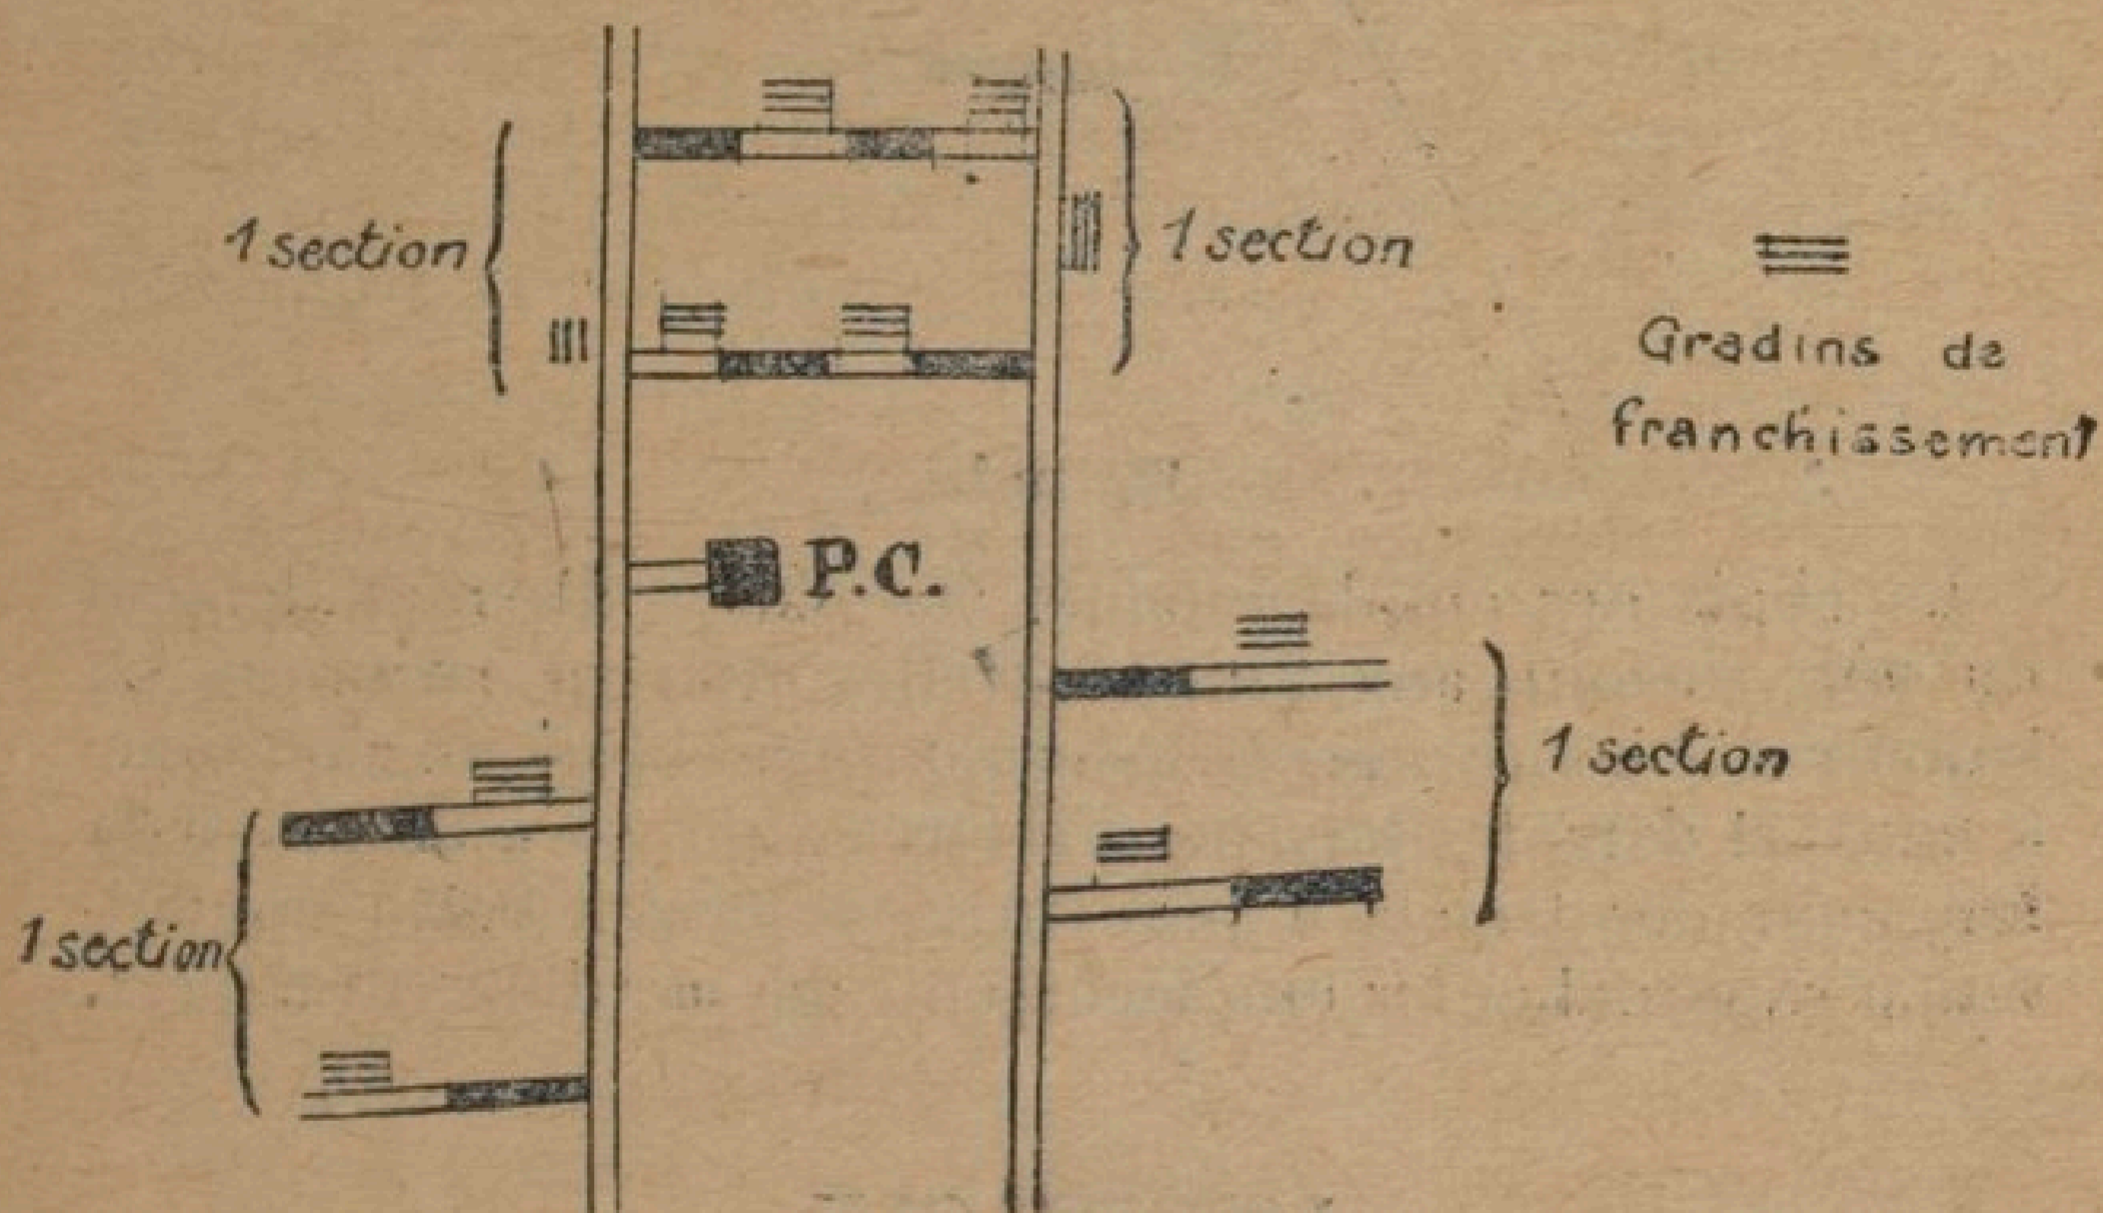 1 section
1 section
Gradins de
franchissement
P.C.
1 section
1 section